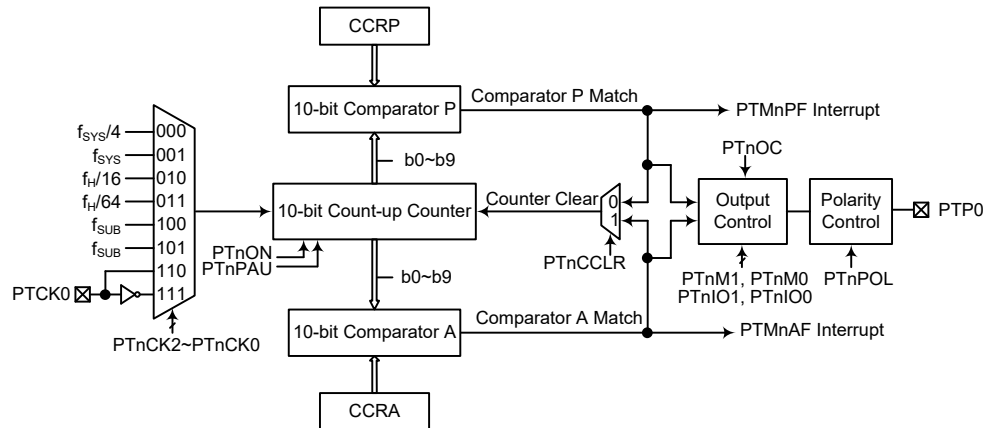 CCRP
10-bit Comparator P
Comparator P Match
PTMnPF Interrupt
b0~b9
fSYS/4
000
fSYS
001
fH/16
010
fH/64
011
fSUB
100
fSUB
101
110
PTCK0
111
PTnCK2~PTnCK0
10-bit Count-up Counter
PTnON
PTnPAU
Counter Clear
0
1
PTnCCLR
PTnOC
Output
Control
PTnM1, PTnM0
PTnIO1, PTnIO0
Polarity
Control
PTnPOL
PTP0
b0~b9
10-bit Comparator A
Comparator A Match
PTMnAF Interrupt
CCRA